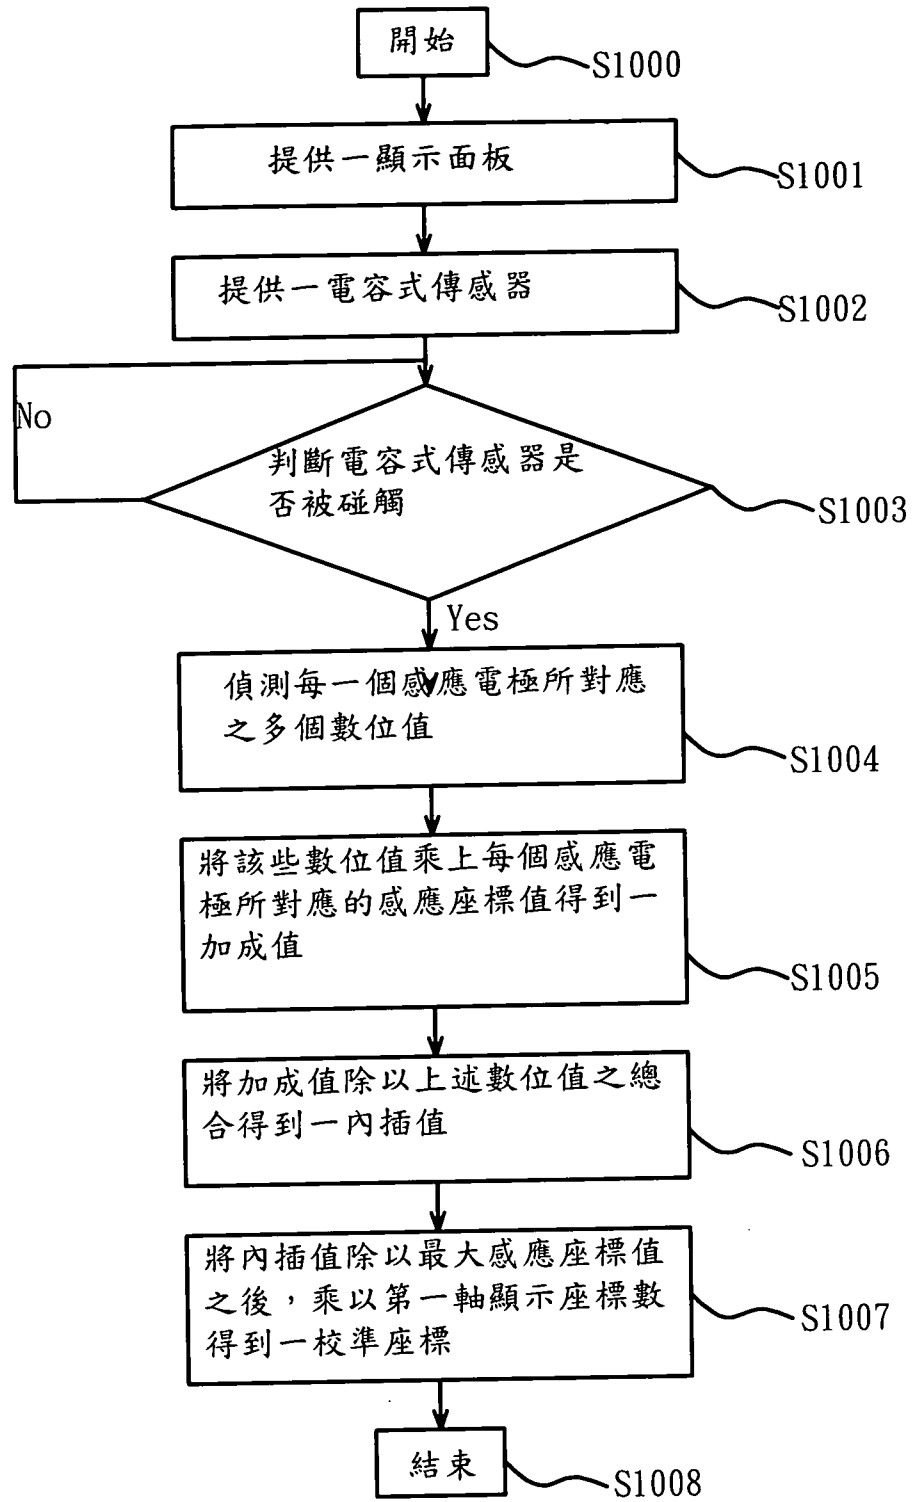 開始
S1000
提供一顯示面板
S1001
提供一電容式傳感器
S1002
No
判斷電容式傳感器是
否被碰觸
S1003
Yes
偵測每一個感應電極所對應
之多個數位值
S1004
將該些數位值乘上每個感應電
極所對應的感應座標值得到一
加成值
S1005
將加成值除以上述數位值之總
合得到一內插值
S1006
將內插值除以最大感應座標值
之後，乘以第一軸顯示座標數
得到一校準座標
S1007
結束
S1008